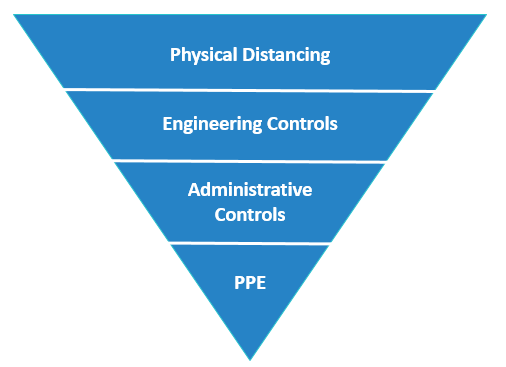 Physical Distancing
Engineering Controls
Administrative
Controls
PPE